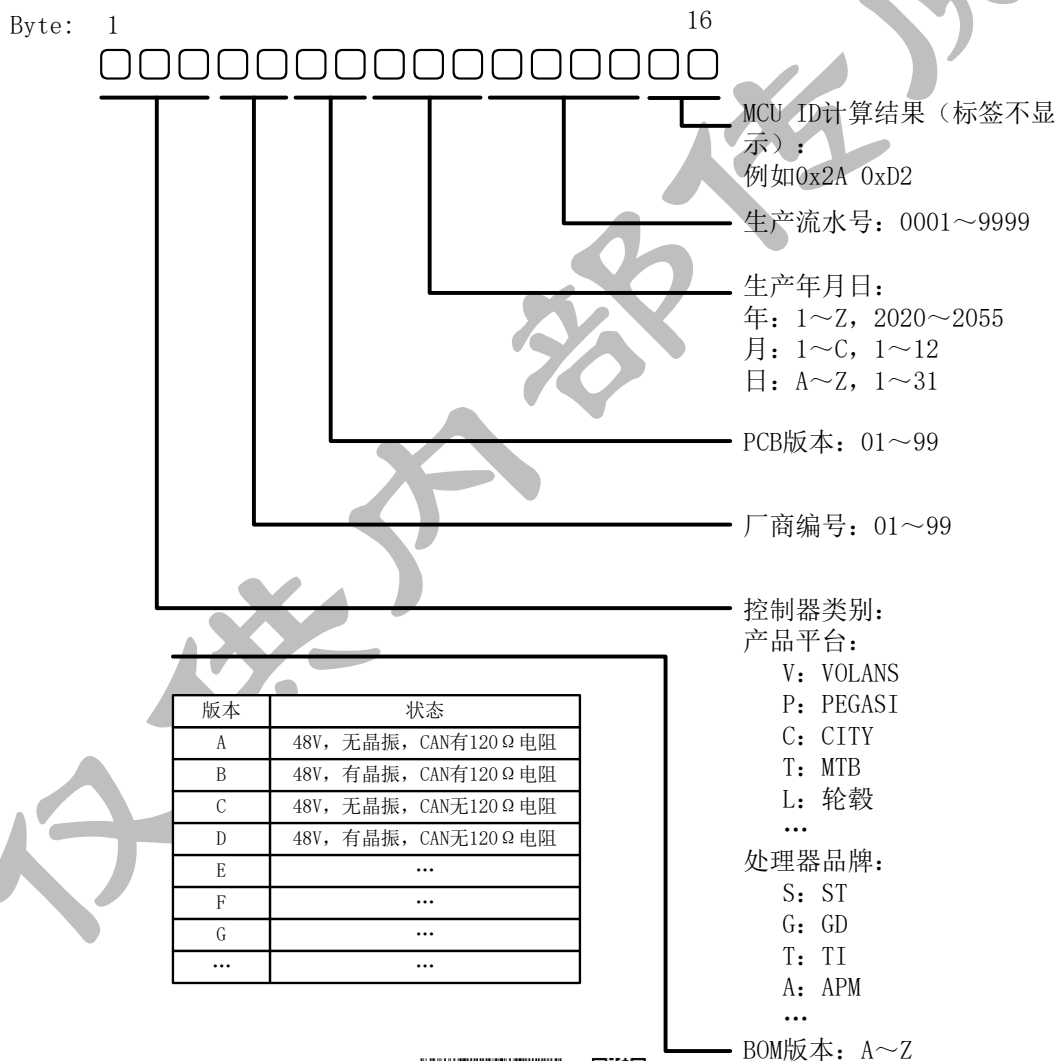 Byte: 1 16
MCU ID计算结果（标签不显
示）：
例如0x2A 0xD2
生产流水号：0001～9999
生产年月日：
年：1～Z，2020～2055
月：1～C，1～12
日：A～Z，1～31
PCB版本：01～99
厂商编号：01～99
控制器类别：
产品平台：
V：VOLANS
P：PEGASI
C：CITY
T：MTB
L：轮毂
…
处理器品牌：
S：ST
G：GD
T：TI
A：APM
…
BOM版本：A～Z
版本 状态
A 48V，无晶振，CAN有120Ω电阻
B 48V，有晶振，CAN有120Ω电阻
C 48V，无晶振，CAN无120Ω电阻
D 48V，有晶振，CAN无120Ω电阻
E …
F …
G …
… …
仅供内部传